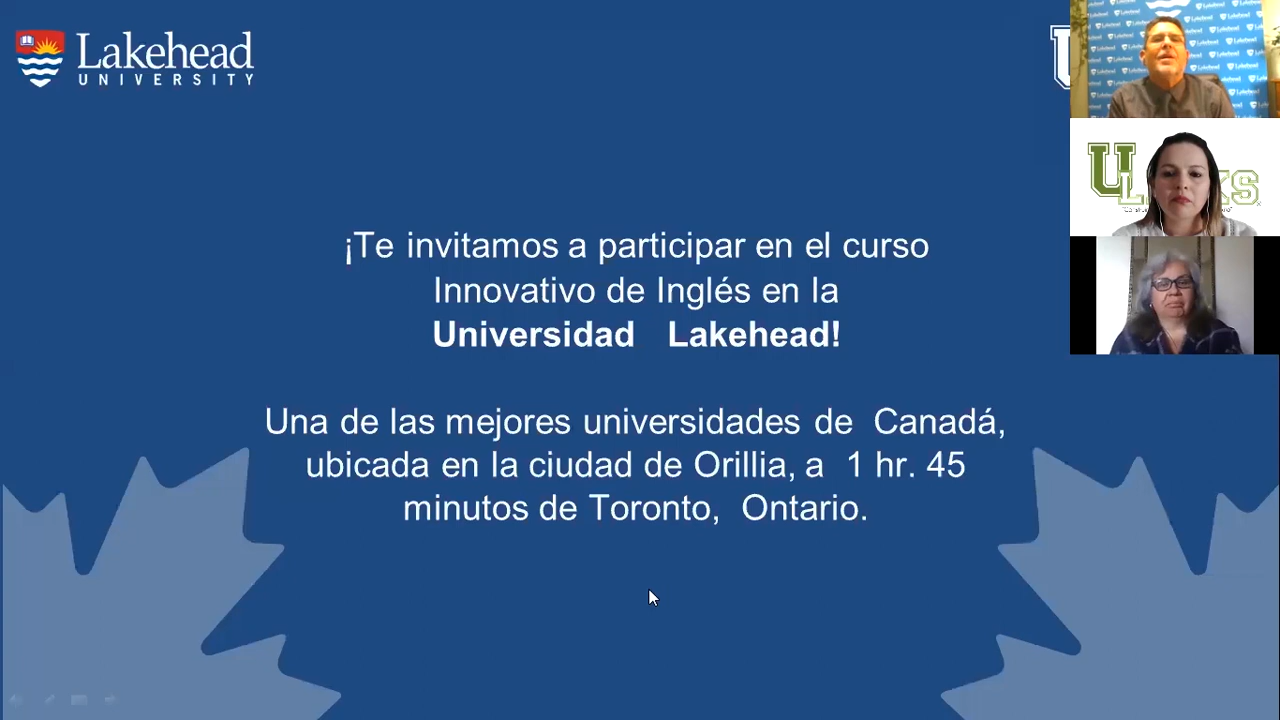 Lakehead
UNIVERSITY
¡Te invitamos a participar en el curso
Innovativo de Inglés en la
Universidad Lakehead!
Una de las mejores universidades de Canadá,
ubicada en la ciudad de Orillia, a 1 hr. 45
minutos de Toronto, Ontario.
U
Lakehead
U